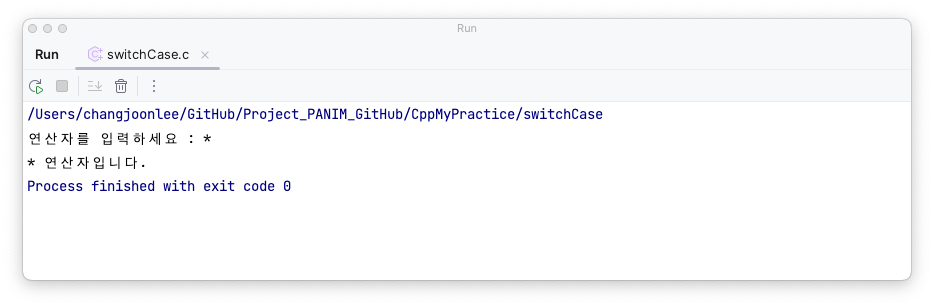 Run
Run switchCase.c
/Users/changjoonlee/GitHub/Project_PANIM_GitHub/CppMyPractice/switchCase
연산자를 입력하세요 : *
* 연산자입니다.
Process finished with exit code 0